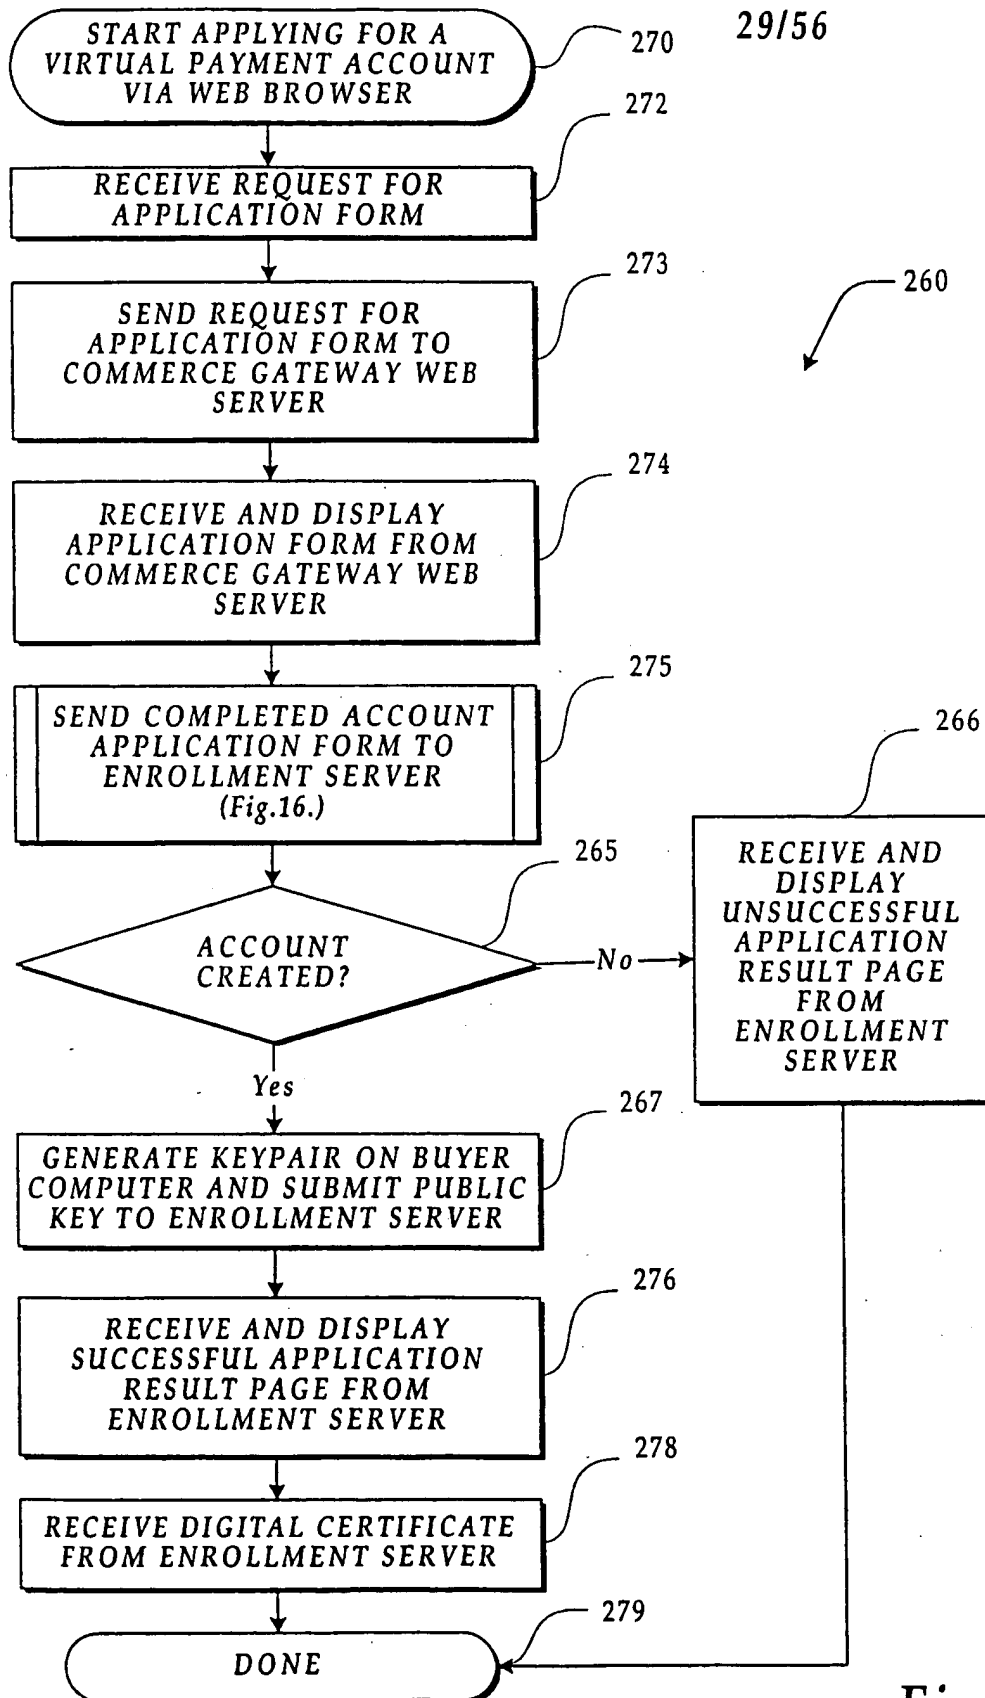 29/56
START APPLYING FOR A
VIRTUAL PAYMENT ACCOUNT
VIA WEB BROWSER
270
272
RECEIVE REQUEST FOR
APPLICATION FORM
273
260
SEND REQUEST FOR
APPLICATION FORM TO
COMMERCE GATEWAY WEB
SERVER
274
RECEIVE AND DISPLAY
APPLICATION FORM FROM
COMMERCE GATEWAY WEB
SERVER
275
SEND COMPLETED ACCOUNT
APPLICATION FORM TO
ENROLLMENT SERVER
(Fig.16.)
266
265
ACCOUNT
CREATED?
No
RECEIVE AND
DISPLAY
UNSUCCESSFUL
APPLICATION
RESULT PAGE
FROM
ENROLLMENT
SERVER
Yes
267
GENERATE KEYPAIR ON BUYER
COMPUTER AND SUBMIT PUBLIC
KEY TO ENROLLMENT SERVER
276
RECEIVE AND DISPLAY
SUCCESSFUL APPLICATION
RESULT PAGE FROM
ENROLLMENT SERVER
278
RECEIVE DIGITAL CERTIFICATE
FROM ENROLLMENT SERVER
279
DONE